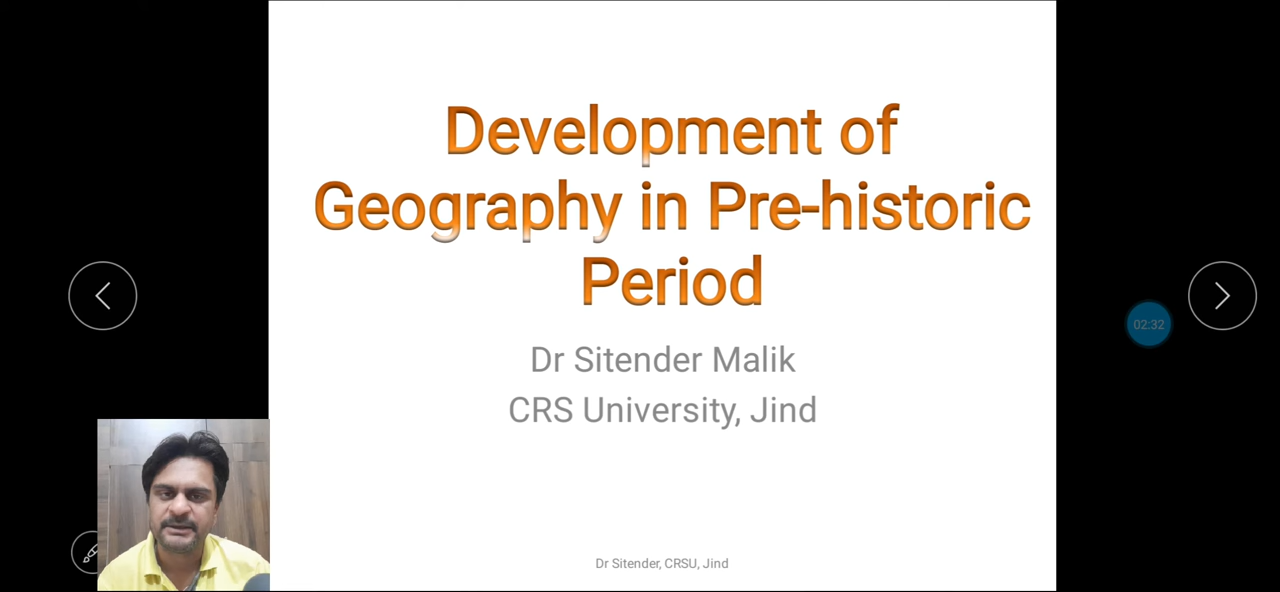 Development of
Geography in Pre-historic
Period
Dr Sitender Malik
CRS University, Jind
02:32
Dr Sitender, CRSU, Jind